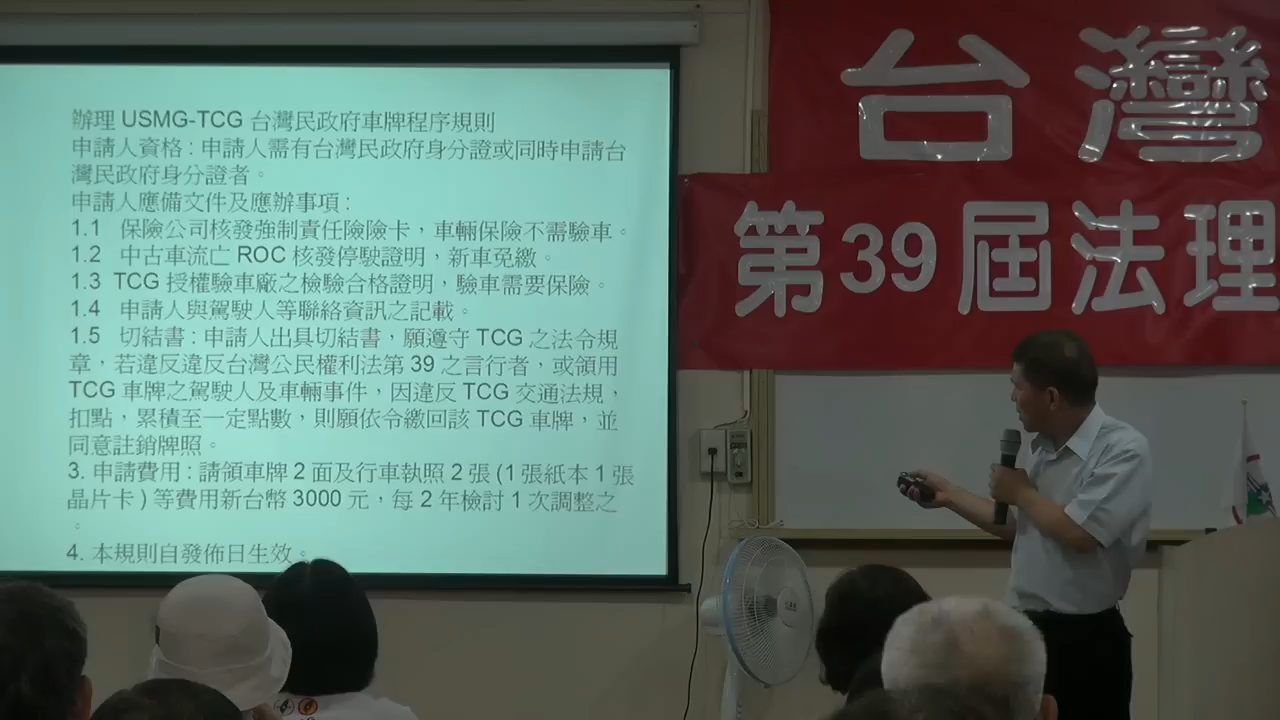 辦理 USMG-TCG 台灣民政府車牌程序規則
申請人資格 : 申請人需有台灣民政府身分證或同時申請台
灣民政府身分證者。
申請人應備文件及應辦事項 :
1.1 保險公司核發強制責任險險卡，車輛保險不需驗車。
1.2 中古車流亡 ROC 核發停駛證明，新車免繳。
1.3 TCG 授權驗車廠之檢驗合格證明，驗車需要保險。
1.4 申請人與駕駛人等聯絡資訊之記載。
1.5 切結書 : 申請人出具切結書，願遵守 TCG 之法令規
章，若違反違反台灣公民權利法第 39 之言行者，或領用
TCG 車牌之駕駛人及車輛事件，因違反 TCG 交通法規，
扣點，累積至一定點數，則願依令繳回該 TCG 車牌，並
同意註銷牌照。
3. 申請費用 : 請領車牌 2 面及行車執照 2 張 (1 張紙本 1 張
晶片卡 ) 等費用新台幣 3000 元，每 2 年檢討 1 次調整之
。
4. 本規則自發佈日生效。
台灣
第39屆法理